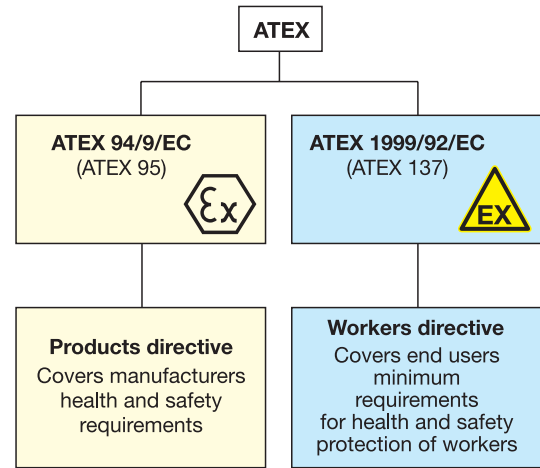 ATEX
ATEX 94/9/EC
(ATEX 95)
Ex
ATEX 1999/92/EC
(ATEX 137)
EX
Products directive
Covers manufacturers
health and safety
requirements
Workers directive
Covers end users
minimum
requirements
for health and safety
protection of workers